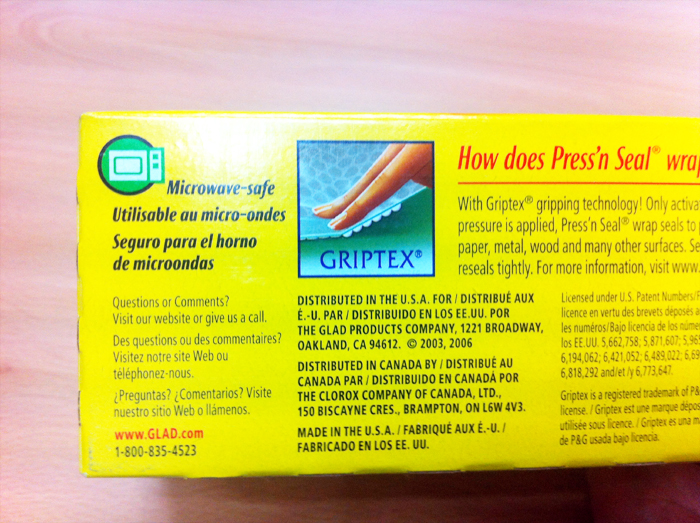 Microwave-safe
Utilisable au micro-ondes
Seguro para el horno
de microondas
Questions or Comments?
Visit our website or give us a call.
Des questions ou des commentaires?
Visitez notre site Web ou
téléphonez-nous.
¿Preguntas? ¿Comentarios? Visite
nuestro sitio Web o llámenos.
www.GLAD.com
1-800-835-4523
GRIPTEX®
DISTRIBUTED IN THE U.S.A. FOR / DISTRIBUÉ AUX
É.-U. PAR / DISTRIBUIDO EN LOS EE.UU. POR
THE GLAD PRODUCTS COMPANY, 1221 BROADWAY,
OAKLAND, CA 94612. © 2003, 2006
DISTRIBUTED IN CANADA BY / DISTRIBUÉ AU
CANADA PAR / DISTRIBUIDO EN CANADÁ POR
THE CLOROX COMPANY OF CANADA, LTD.,
150 BISCAYNE CRES., BRAMPTON, ON L6W 4V3.
MADE IN THE U.S.A. / FABRIQUÉ AUX É.-U. /
FABRICADO EN LOS EE. UU.
How does Press'n Seal® wrap
With Griptex® gripping technology! Only activa
pressure is applied, Press'n Seal® wrap seals to
paper, metal, wood and many other surfaces. Se
reseals tightly. For more information, visit www.
Licensed under U.S. Patent Numbers/
licence en vertu des brevets déposés a
les numéros/Bajo licencia de los núme
los EE.UU. 5,662,758; 5,871,607; 5,965
6,194,062; 6,421,052; 6,489,022; 6,69
6,818,292 and/et /y 6,773,647.
Griptex is a registered trademark of P&
license. / Griptex est une marque dépos
utilisée sous licence. / Griptex es una m
de P&G usada bajo licencia.